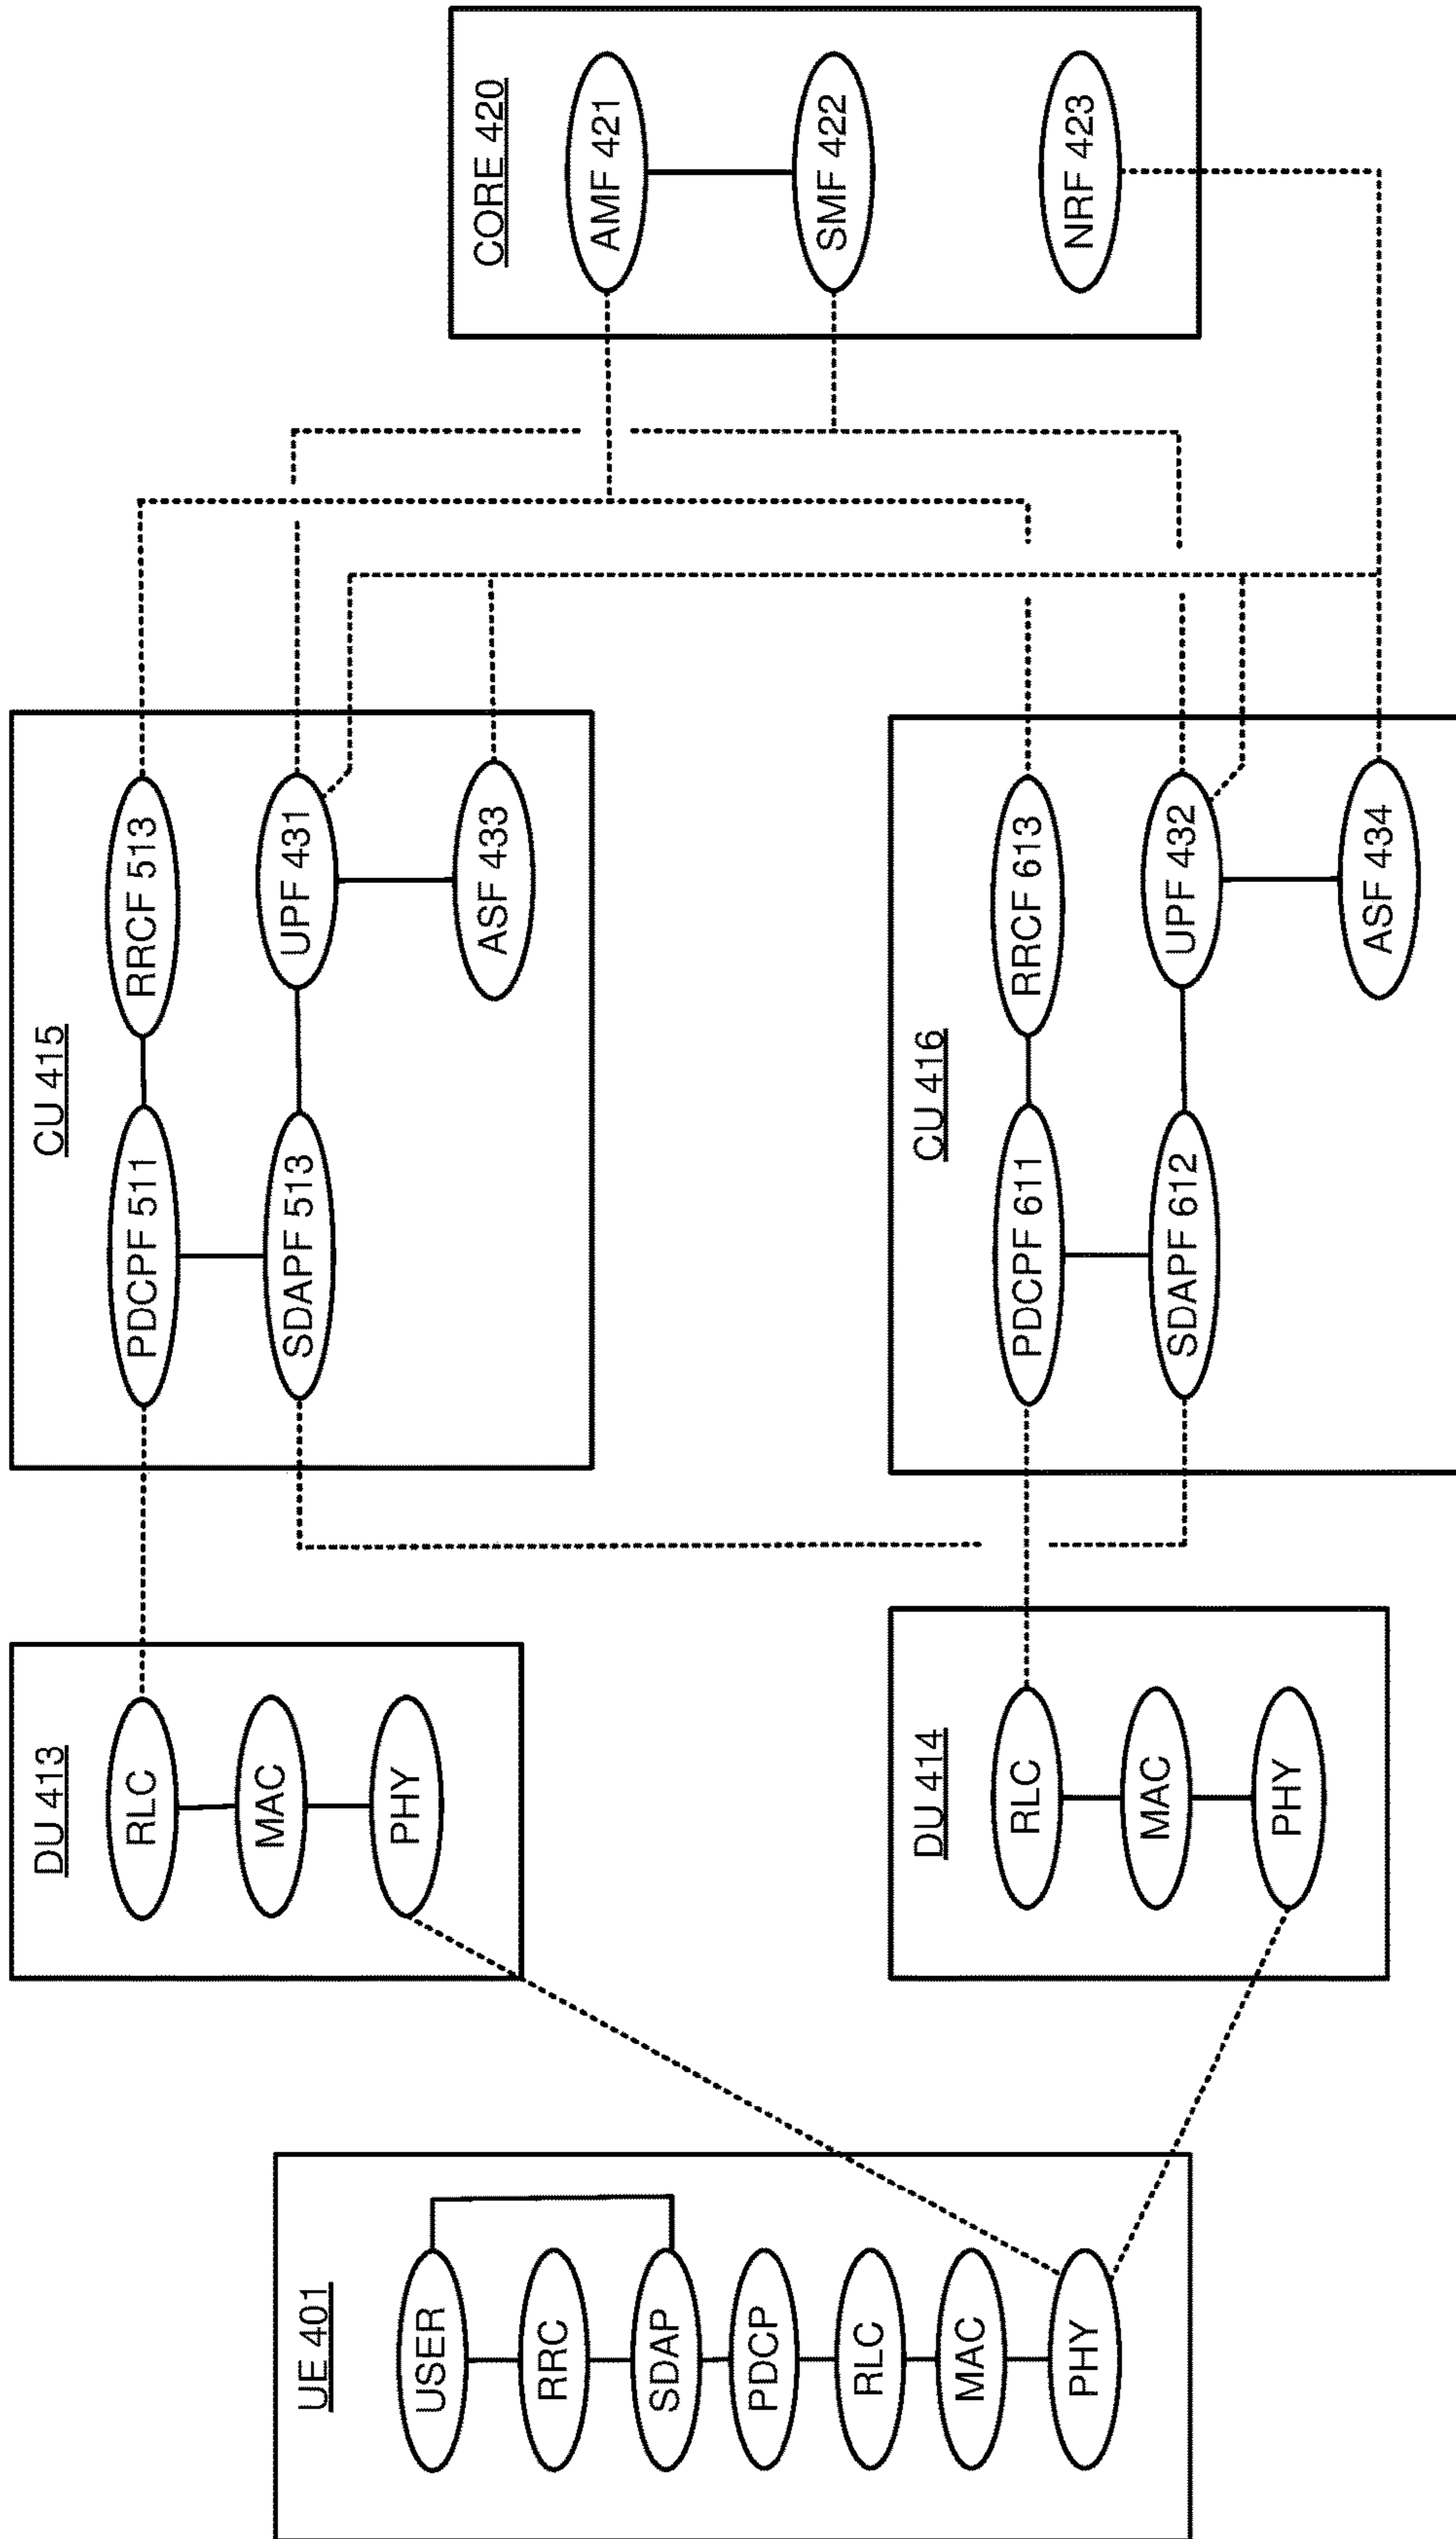 UE 401
USER
RRC
SDAP
PDCP
RLC
MAC
PHY
DU 413
RLC
MAC
PHY
DU 414
RLC
MAC
PHY
CU 415
PDCPF 511
RRCF 513
SDAPF 513
UPF 431
ASF 433
CU 416
PDCPF 611
RRCF 613
SDAPF 612
UPF 432
ASF 434
CORE 420
AMF 421
SMF 422
NRF 423